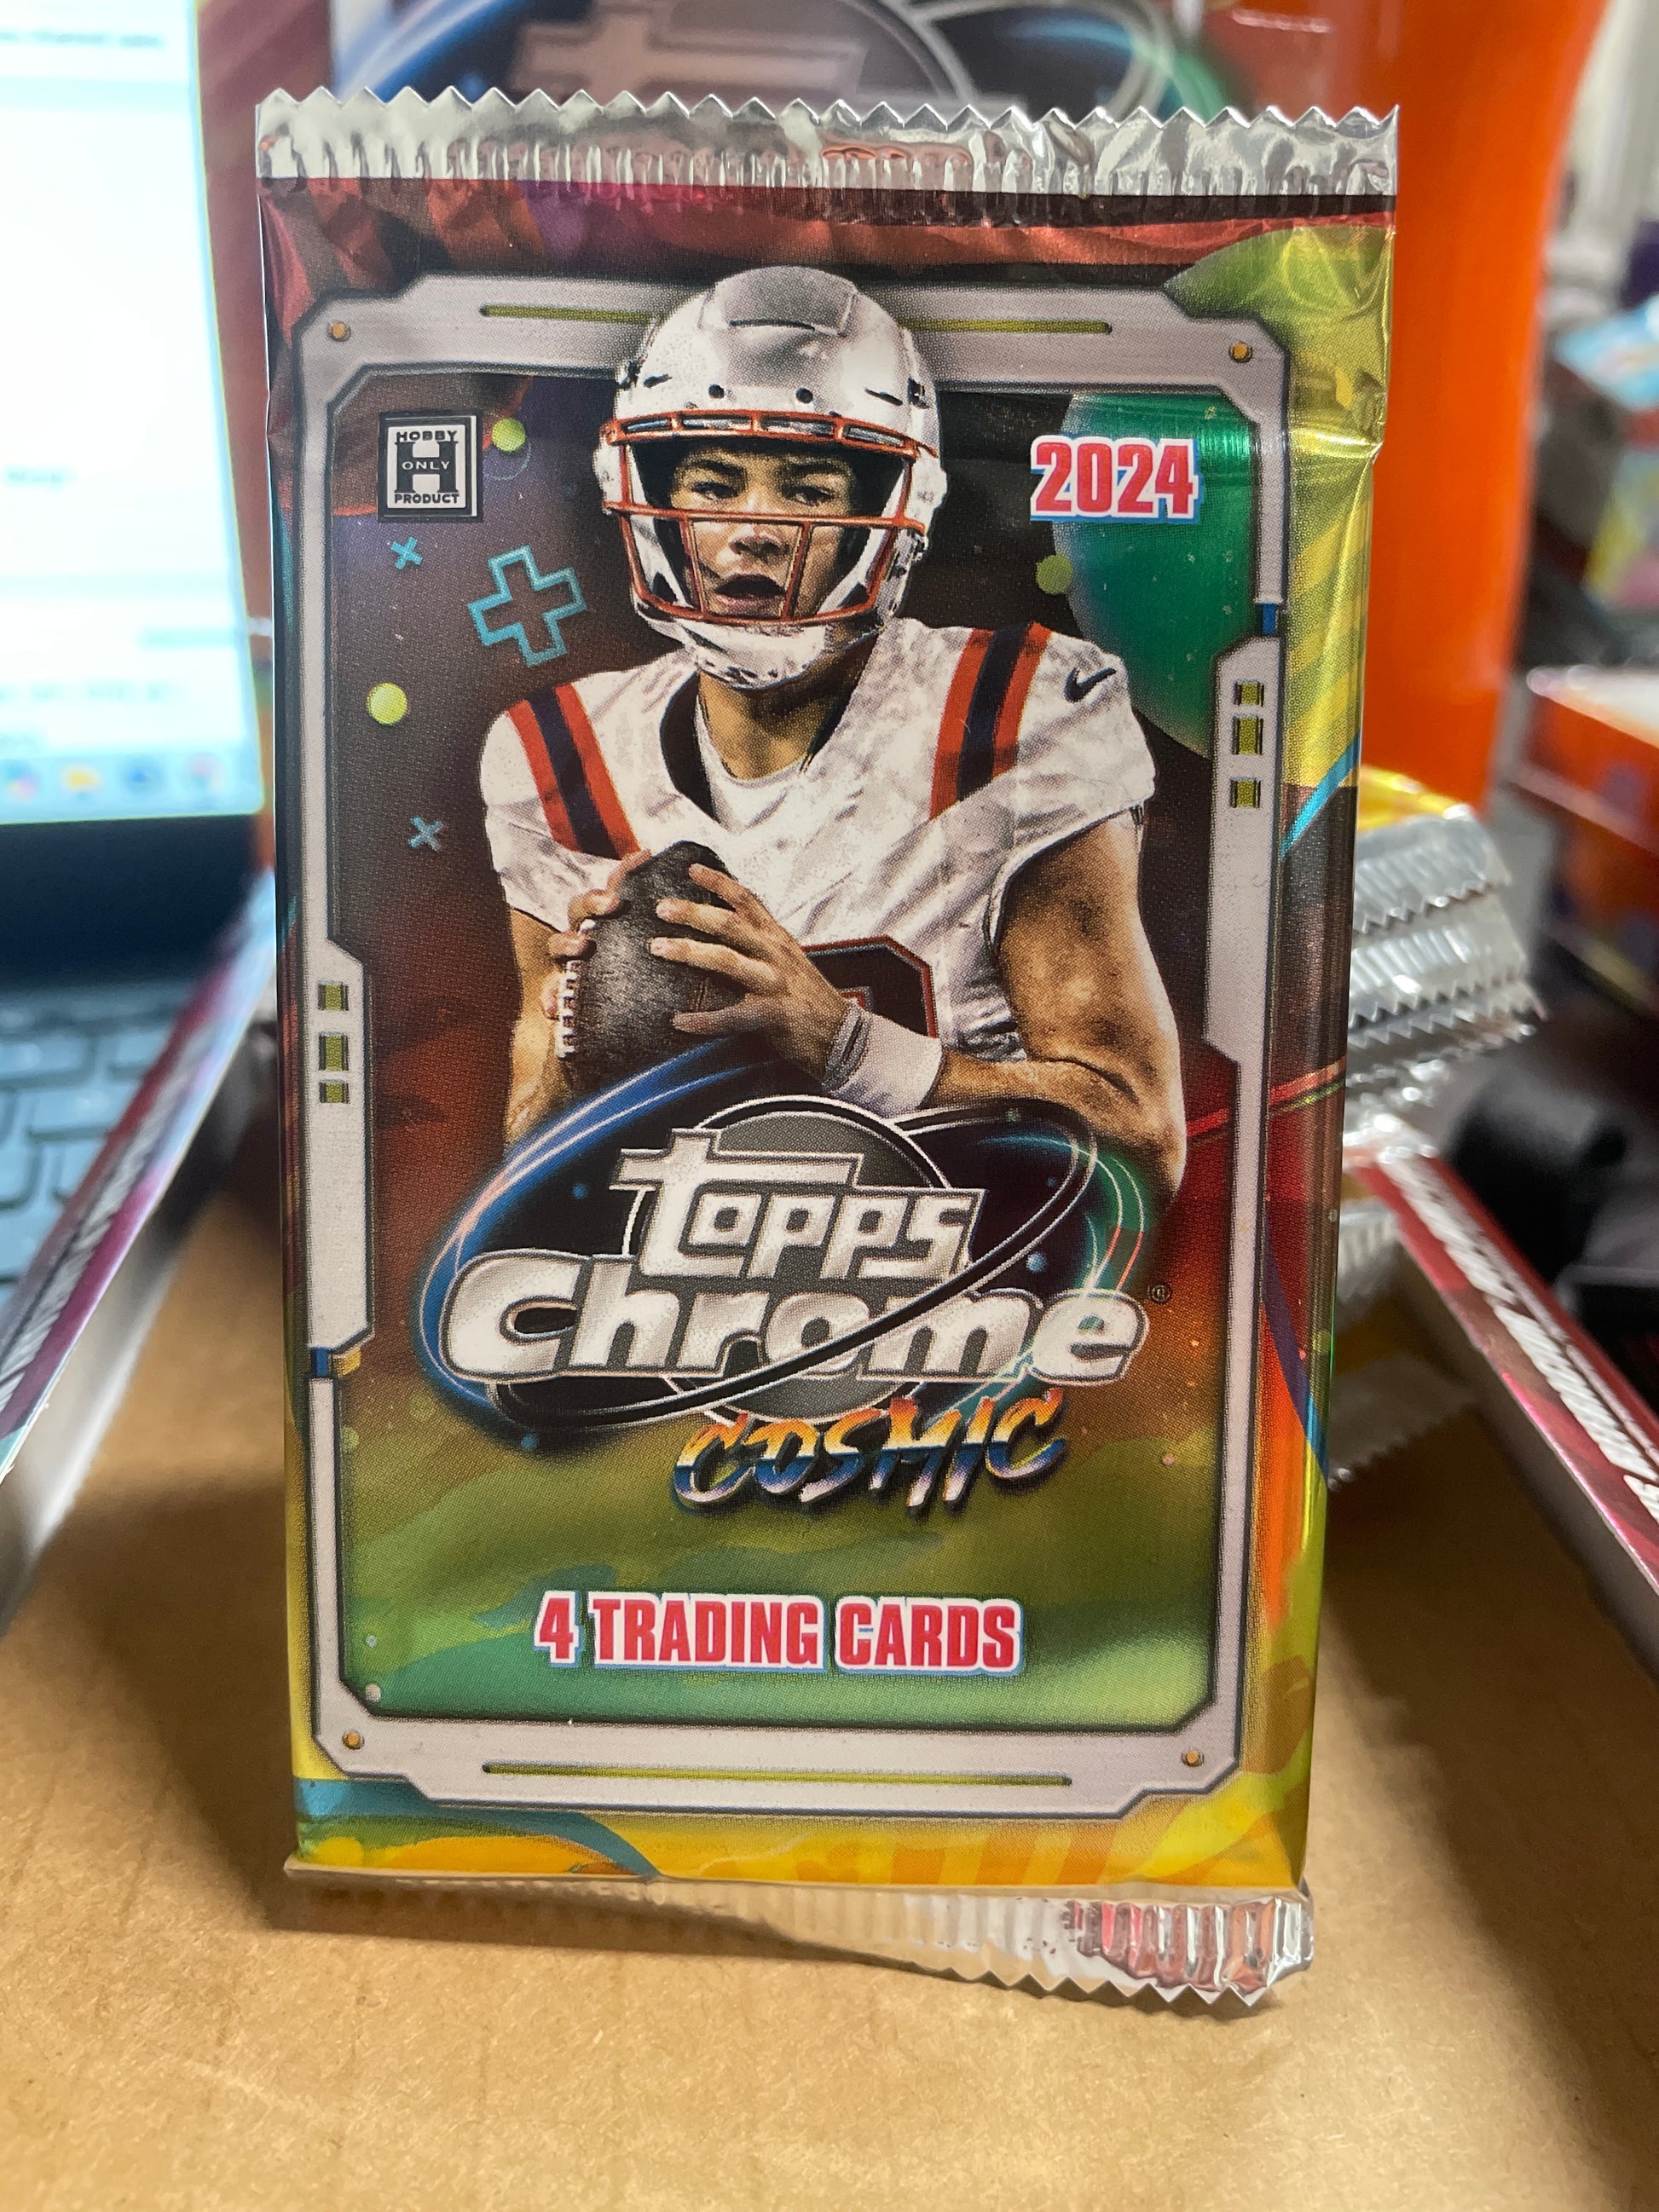 HOBBY
H
ONLY
PRODUCT
2024
topps
Chrome
COSMIC
4 TRADING CARDS